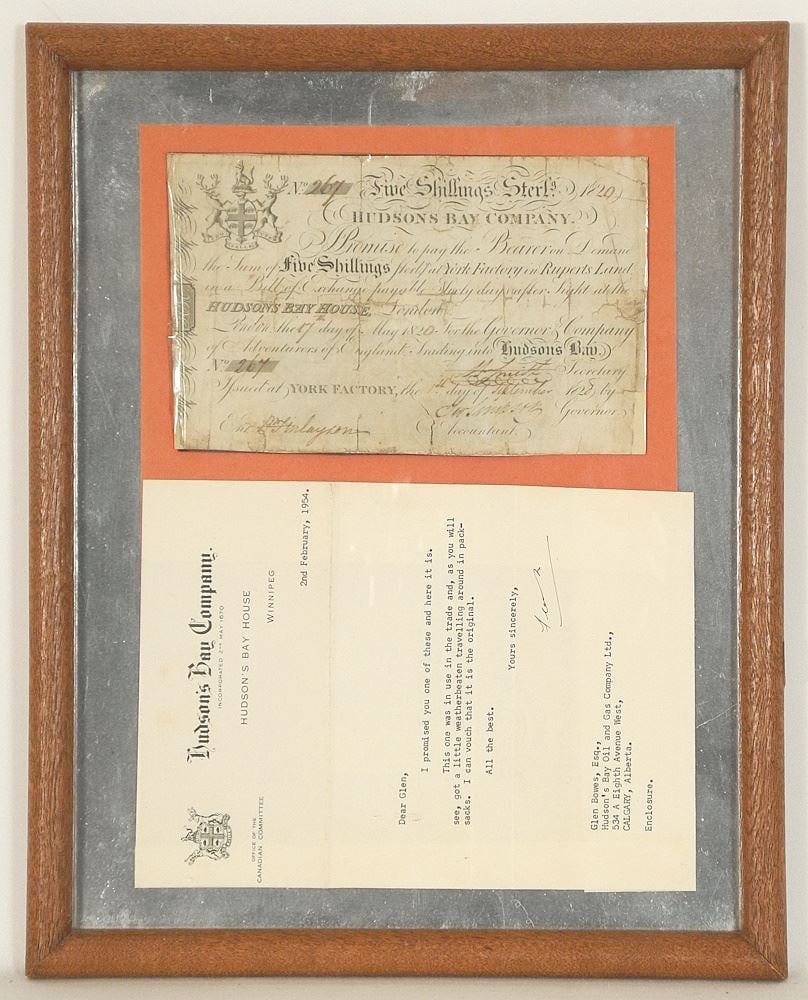 No. 267 Five Shillings Sterlg. 1820
HUDSONS BAY COMPANY.
I Promise to pay the Bearer on Demand
the Sum of Five Shillings sterlg at York Factory in Ruperts Land
in a Bill of Exchange payable Sixty days after Sight at the
HUDSONS BAY HOUSE, London
London the 17 day of May 1820 For the Governor & Company
of Adventurers of England Trading into Hudsons Bay.
No. 267 Smith Secretary
Issued at YORK FACTORY, the day of September 182 by
Entd. Finlayson Governor
Accountant.
Hudson's Bay Company.
INCORPORATED 2ND MAY 1670
HUDSON'S BAY HOUSE
WINNIPEG
OFFICE OF THE
CANADIAN COMMITTEE
2nd February, 1954.
Dear Glen,
I promised you one of these and here it is.
This one was in use in the trade and, as you will
see, got a little weatherbeaten travelling around in pack-
sacks. I can vouch that it is the original.
All the best.
Yours sincerely,
Glen Bowes, Esq.,
Hudson's Bay Oil and Gas Company Ltd.,
534 A Eighth Avenue West,
CALGARY, Alberta.
Enclosure.